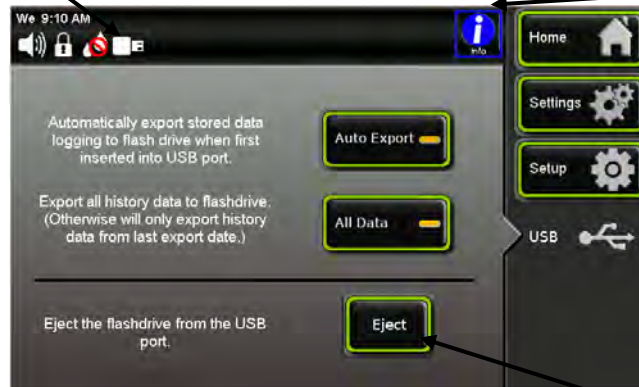 We 9:10 AM
Info
Home
Settings
Automatically export stored data
logging to flash drive when first
inserted into USB port.
Auto Export
Setup
Export all history data to flashdrive.
(Otherwise will only export history
data from last export date.)
All Data
USB
Eject the flashdrive from the USB
port.
Eject